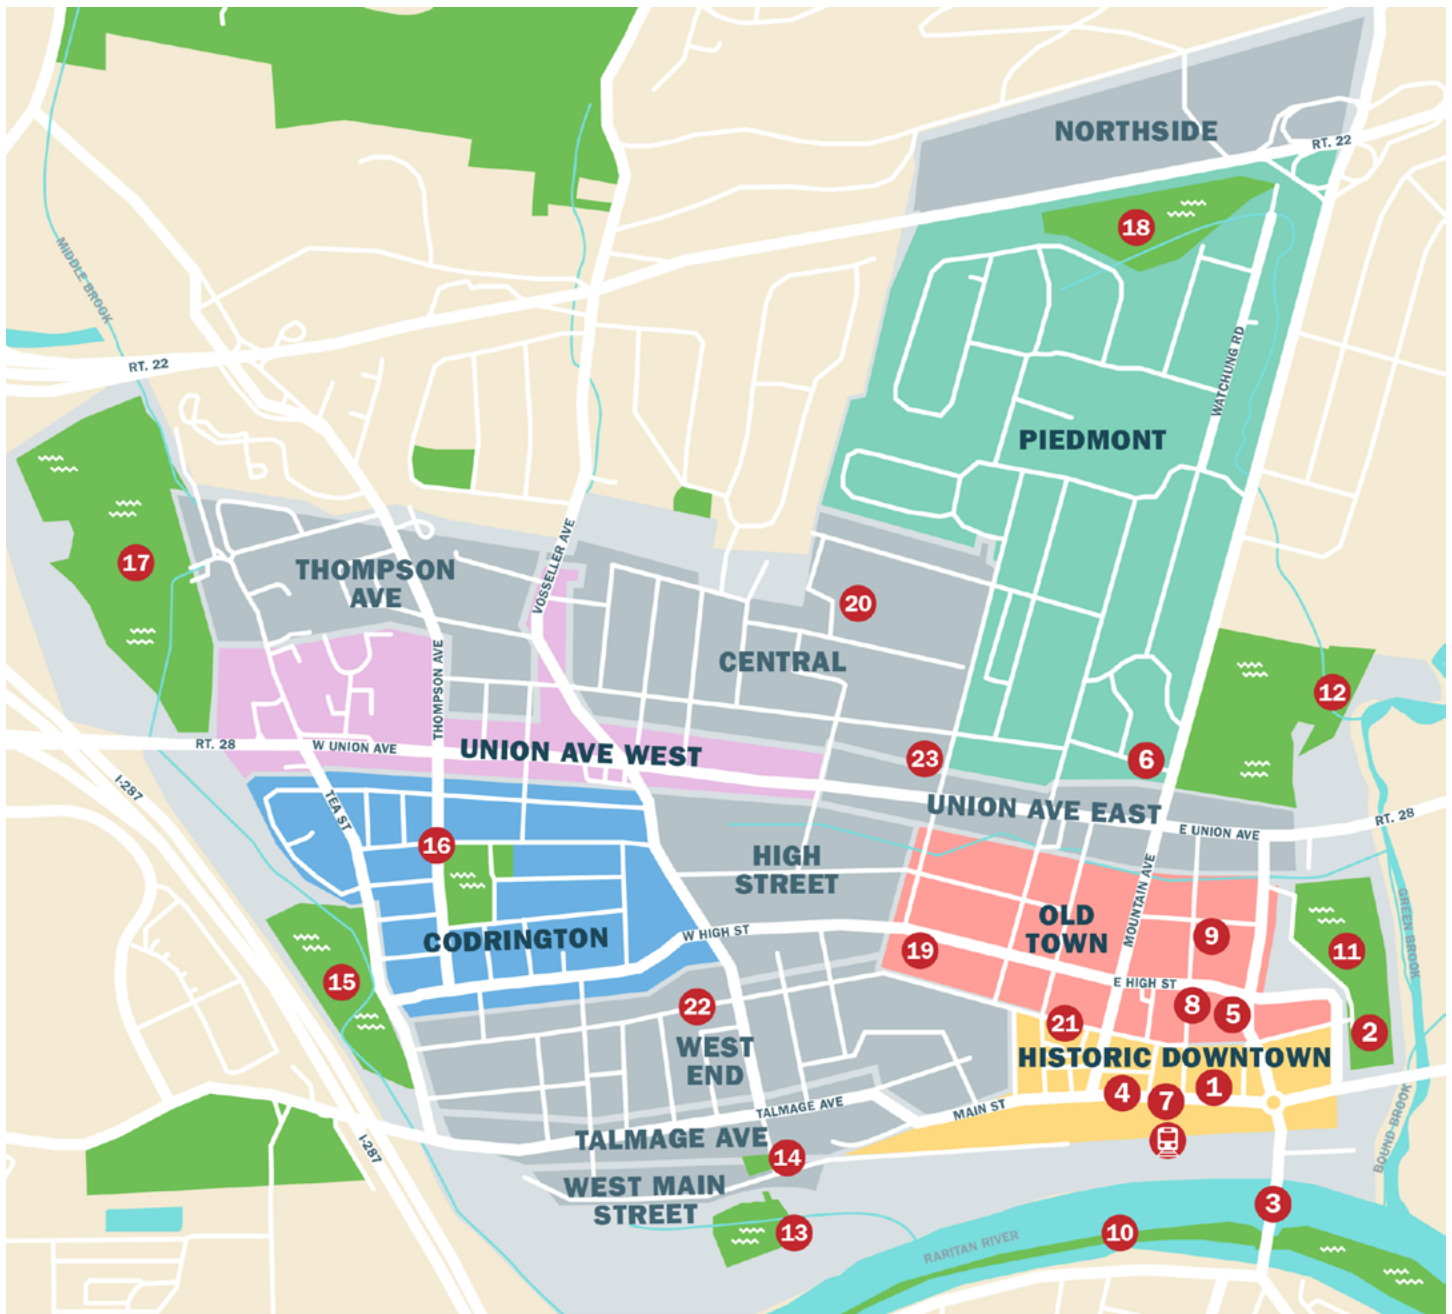 NORTHSIDE
RT. 22
18
MIDDLE BROOK
RT. 22
WATCHUNG RD
PIEDMONT
17
THOMPSON
AVE
VOSSELLER AVE
20
CENTRAL
THOMPSON AVE
12
RT. 28
W UNION AVE
UNION AVE WEST
23
6
I-287
TEA ST
UNION AVE EAST
E UNION AVE
RT. 28
16
HIGH
STREET
MOUNTAIN AVE
OLD
TOWN
GREEN BROOK
CODRINGTON
W HIGH ST
19
9
11
15
E HIGH ST
22
8
5
21
2
WEST
END
HISTORIC DOWNTOWN
4
7
1
TALMAGE AVE
MAIN ST
BOUND BROOK
I-287
TALMAGE AVE
14
WEST MAIN
STREET
3
13
10
RARITAN RIVER